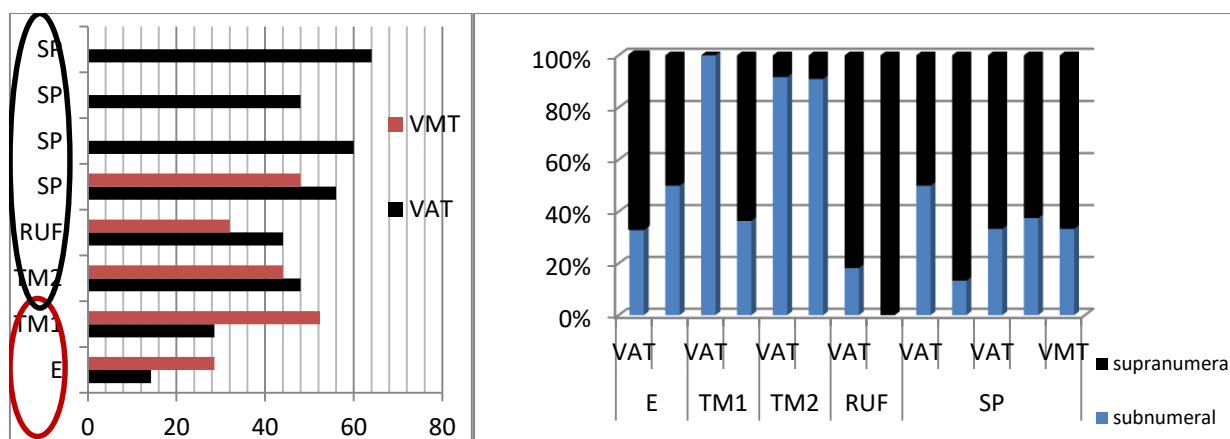 SP
SP
SP
SP
RUF
TM2
TM1
E
0 20 40 60 80
VMT
VAT
100%
80%
60%
40%
20%
0%
VAT VAT VAT VAT VAT VAT VMT
E TM1 TM2 RUF SP
supranumera
subnumeral